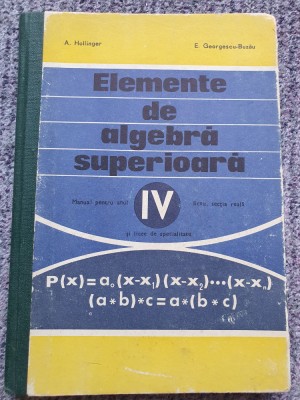 A. Hollinger E. Georgescu-Buzău
Elemente
de
algebră
superioară
Manual pentru anul IV liceu, secția reală
și licee de specialitate
P(x)=a₀(x-x₁)(x-x₂)···(x-xₙ)
(a*b)*c=a*(b*c)